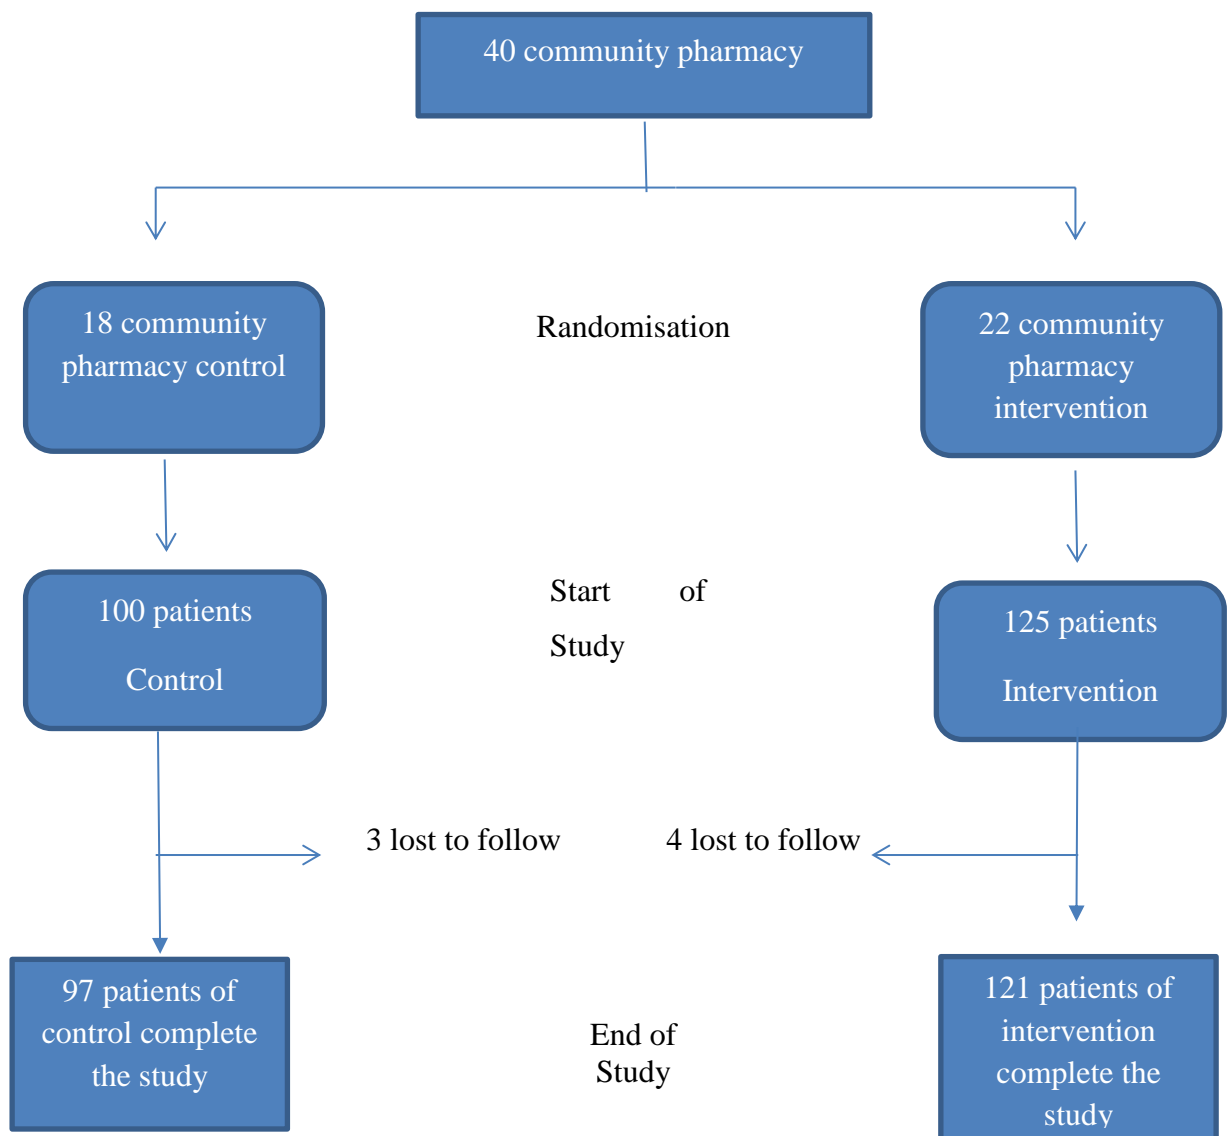 40 community pharmacy
18 community
pharmacy control
Randomisation
22 community
pharmacy
intervention
100 patients
Control
Start of
Study
125 patients
Intervention
3 lost to follow
4 lost to follow
97 patients of
control complete
the study
End of
Study
121 patients of
intervention
complete the
study